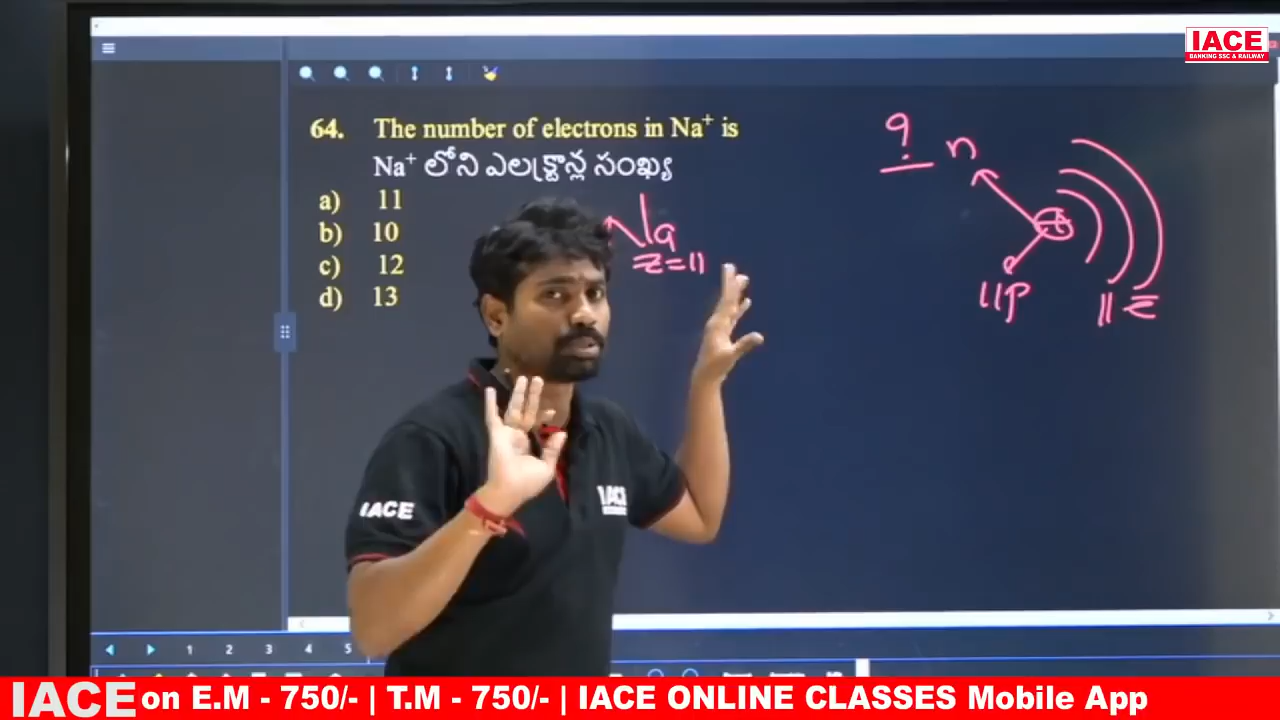 IACE
BANKING SSC & RAILWAY
64. The number of electrons in Na⁺ is
Na⁺ లోని ఎలక్ట్రాన్ల సంఖ్య
a) 11
b) 10
c) 12
d) 13
Na
Z=11
9
n
11p
11e
IACE
IACE
1 2 3 4 5
IACE on E.M - 750/- | T.M - 750/- | IACE ONLINE CLASSES Mobile App